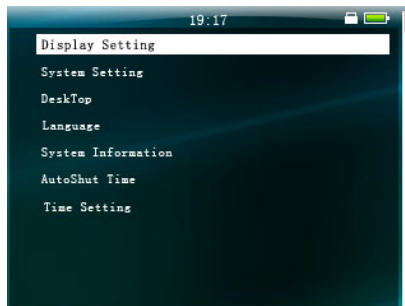 19:17
Display Setting
System Setting
DeskTop
Language
System Information
AutoShut Time
Time Setting